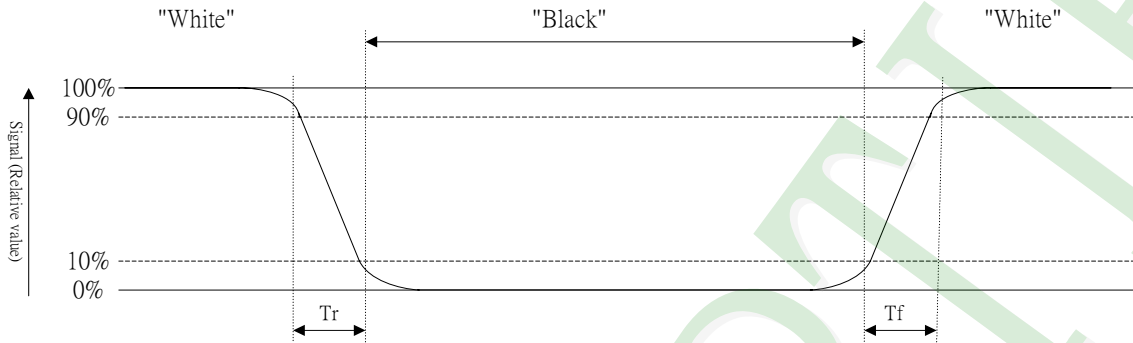 "White" "Black" "White"
100%
90%
Signal (Relative value)
10%
0%
Tr Tf